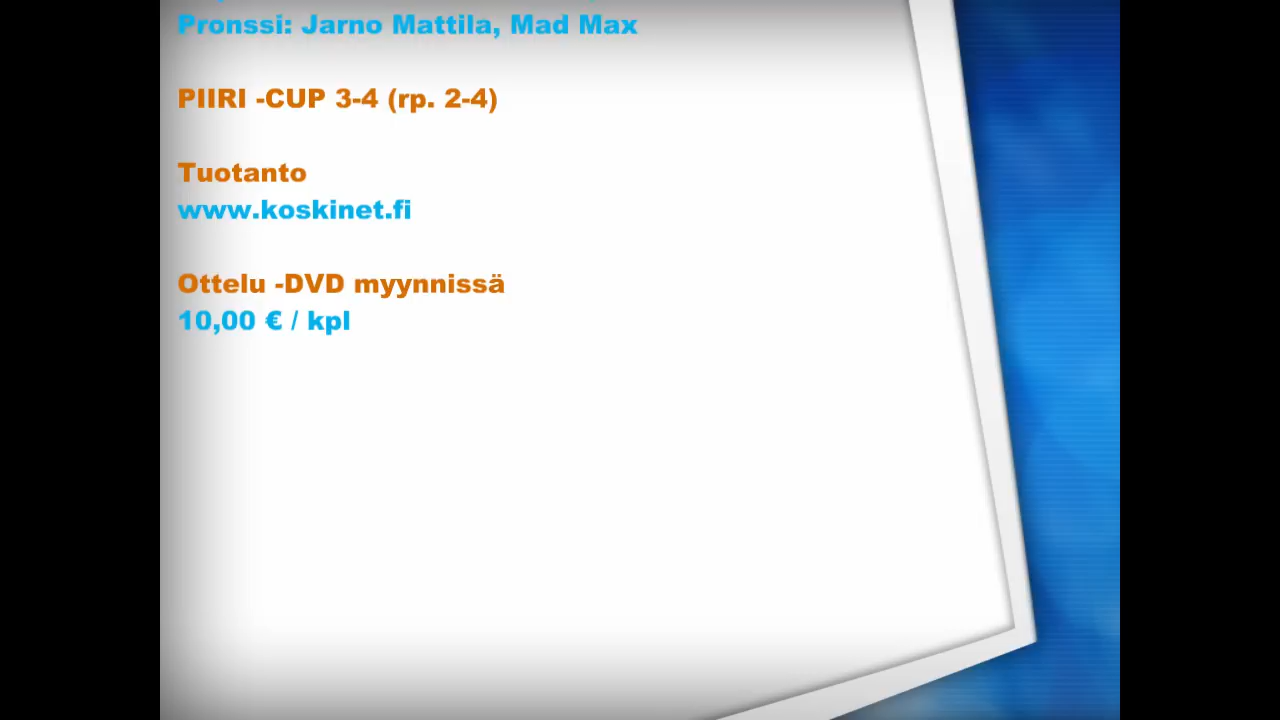 Pronssi: Jarno Mattila, Mad Max
PIIRI -CUP 3-4 (rp. 2-4)
Tuotanto
www.koskinet.fi
Ottelu -DVD myynnissä
10,00 € / kpl